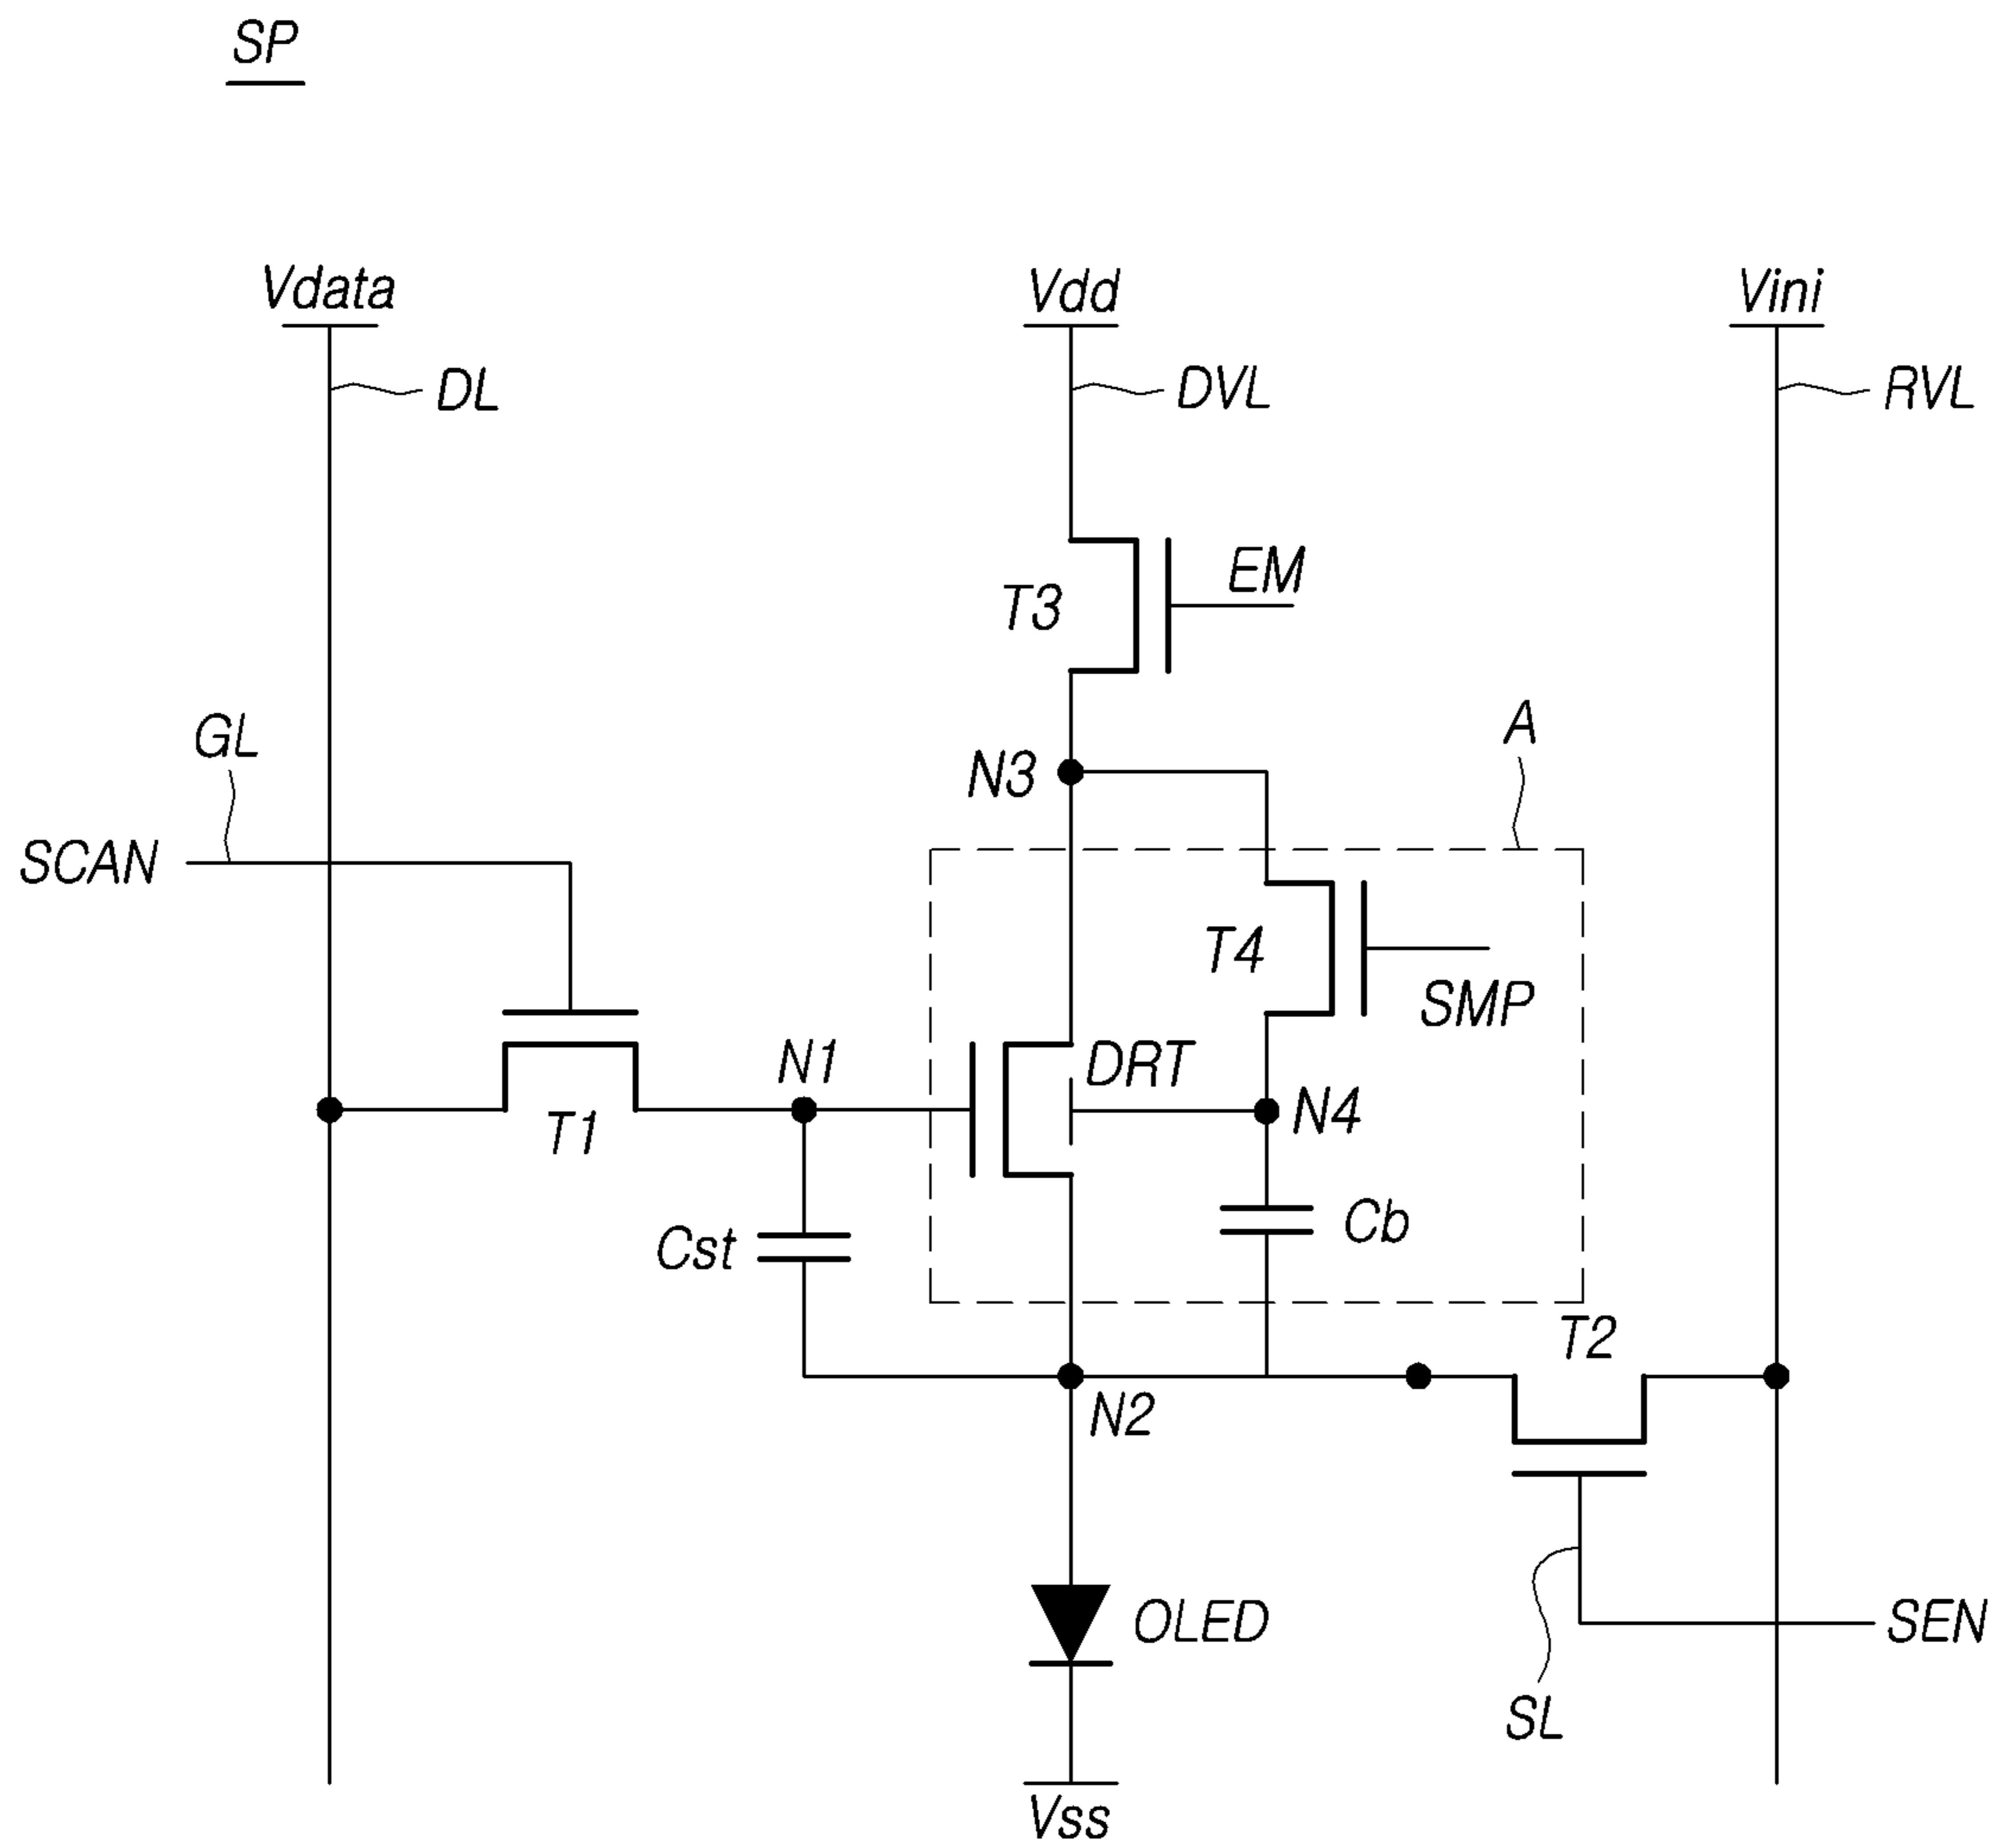 SP
Vdata
Vdd
Vini
DL
DVL
RVL
EM
T3
GL
A
N3
SCAN
T4
SMP
N1
DRT
N4
T1
Cst
Cb
T2
N2
OLED
SEN
SL
Vss